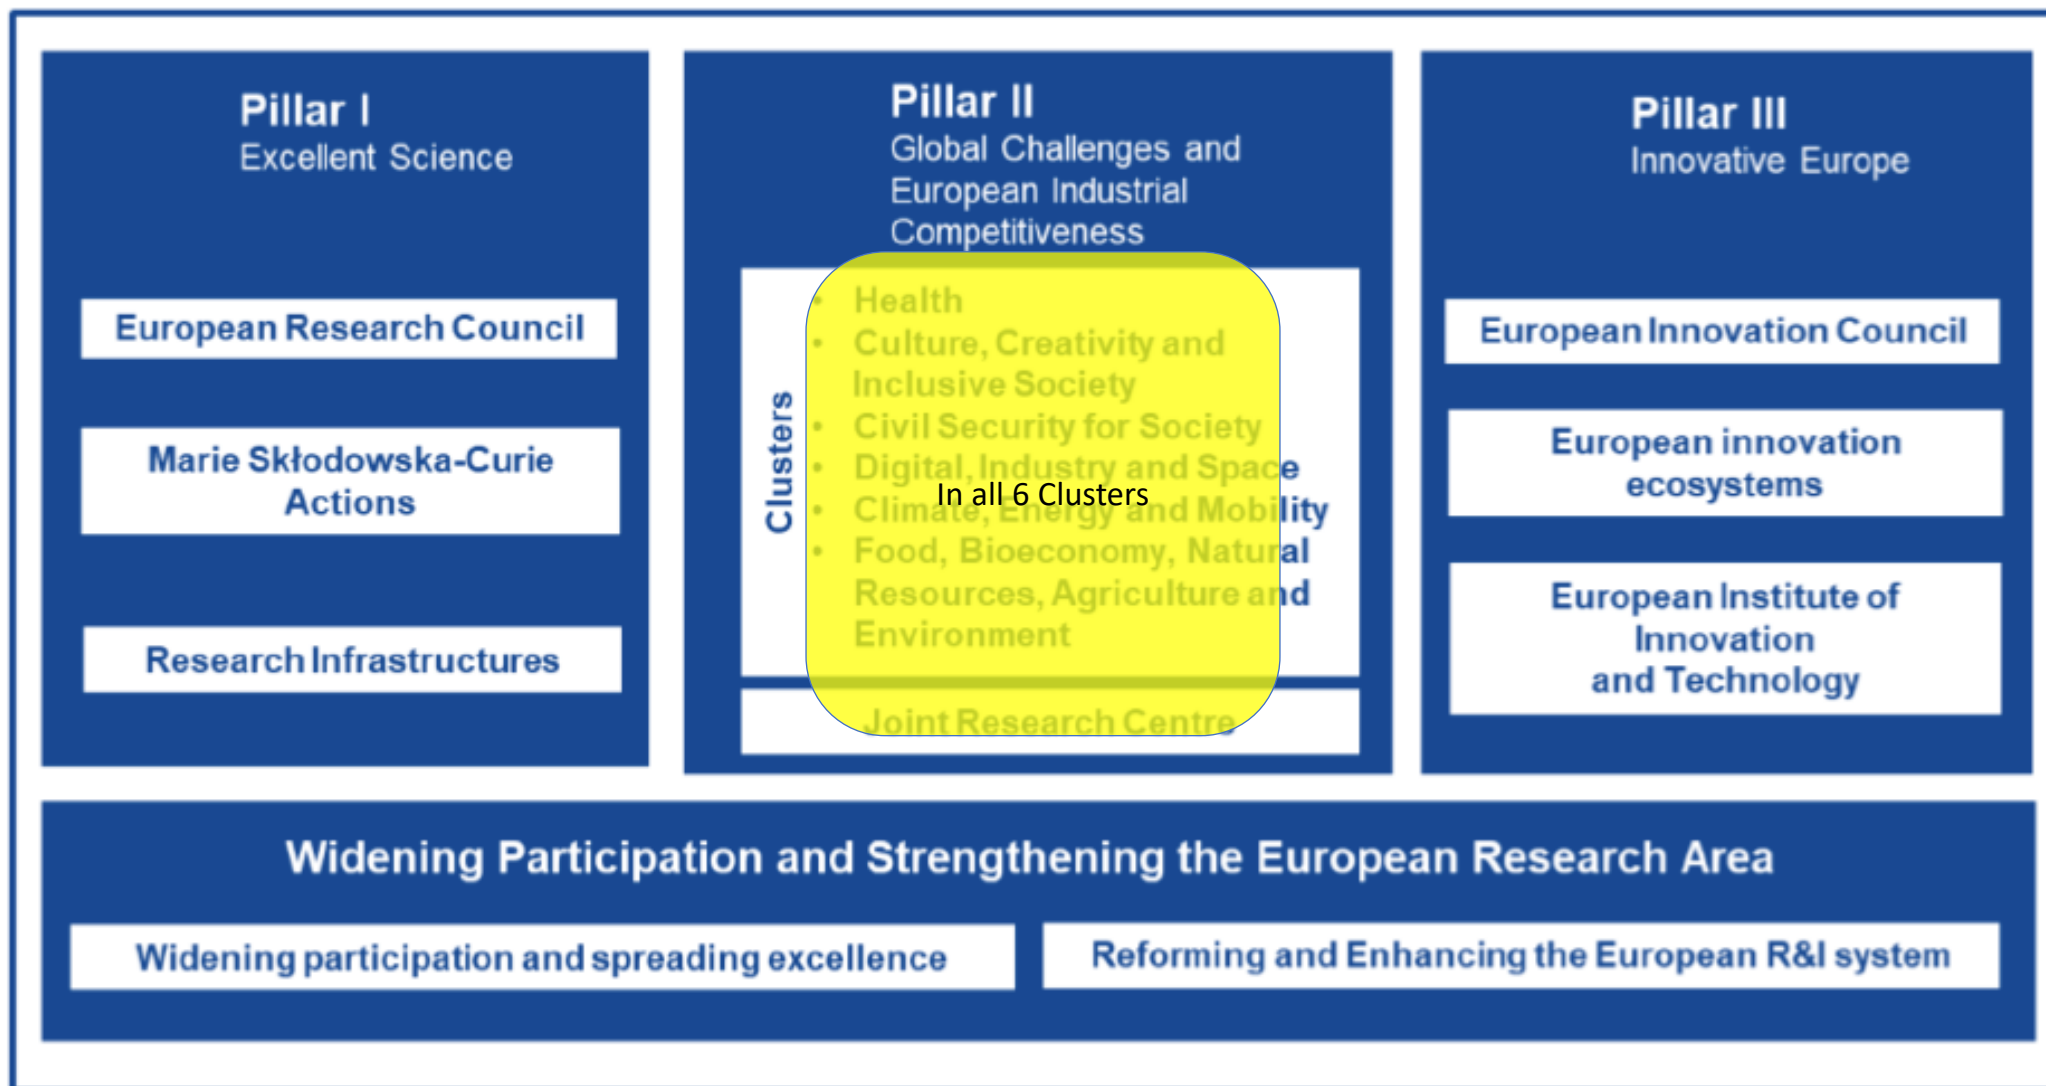 Pillar I
Excellent Science
European Research Council
Marie Skłodowska-Curie
Actions
Research Infrastructures
Pillar II
Global Challenges and
European Industrial
Competitiveness
Clusters
• Health
• Culture, Creativity and
Inclusive Society
• Civil Security for Society
• Digital, Industry and Space
• Climate, Energy and Mobility
• Food, Bioeconomy, Natural
Resources, Agriculture and
Environment
In all 6 Clusters
Joint Research Centre
Pillar III
Innovative Europe
European Innovation Council
European innovation
ecosystems
European Institute of
Innovation
and Technology
Widening Participation and Strengthening the European Research Area
Widening participation and spreading excellence
Reforming and Enhancing the European R&I system